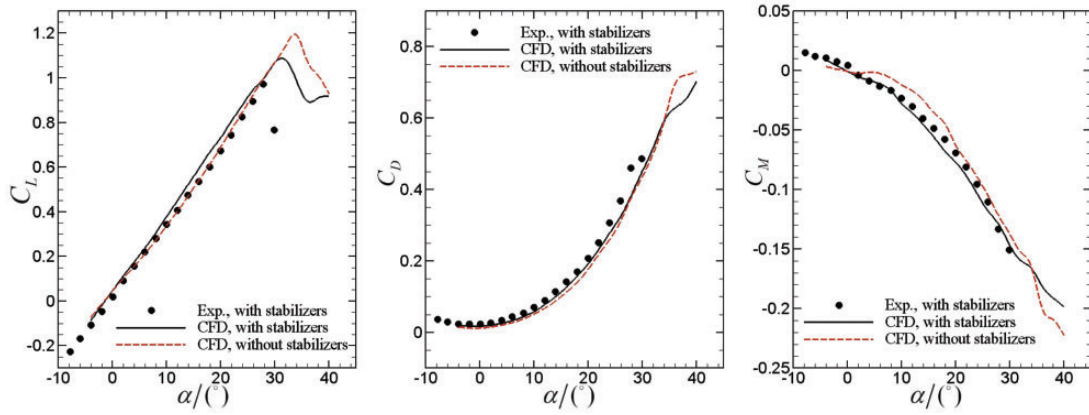 1.2
1
0.8
0.6
0.4
0.2
0
-0.2
C_L
Exp., with stabilizers
CFD, with stabilizers
CFD, without stabilizers
-10 0 10 20 30 40
α/(°)
0.8
0.6
0.4
0.2
0
C_D
Exp., with stabilizers
CFD, with stabilizers
CFD, without stabilizers
-10 0 10 20 30 40
α/(°)
0.05
0
-0.05
-0.1
-0.15
-0.2
-0.25
C_M
Exp., with stabilizers
CFD, with stabilizers
CFD, without stabilizers
-10 0 10 20 30 40
α/(°)